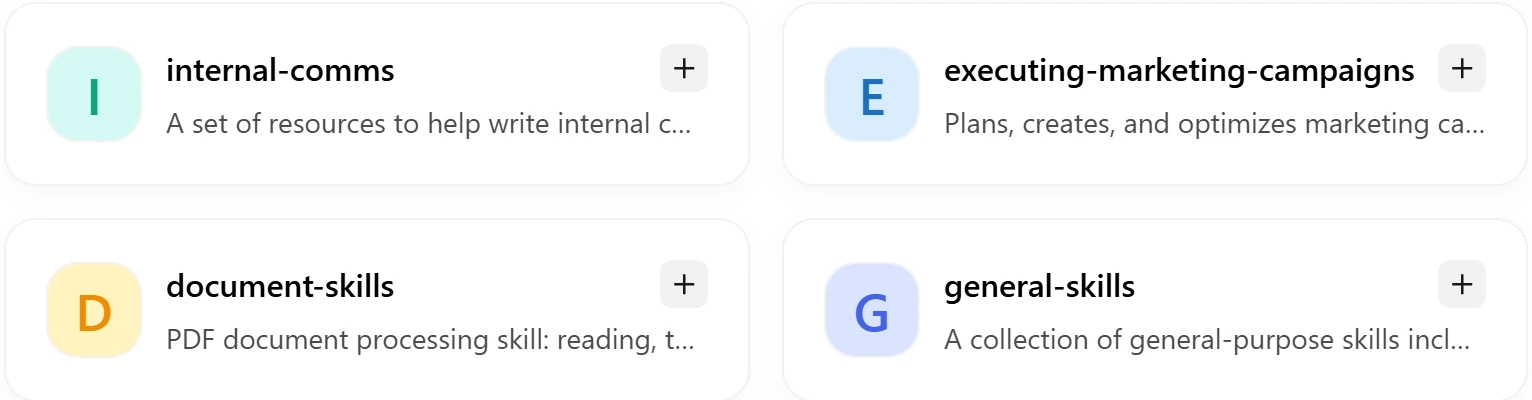 I
internal-comms
+
A set of resources to help write internal c...
E
executing-marketing-campaigns
+
Plans, creates, and optimizes marketing ca...
D
document-skills
+
PDF document processing skill: reading, t...
G
general-skills
+
A collection of general-purpose skills incl...